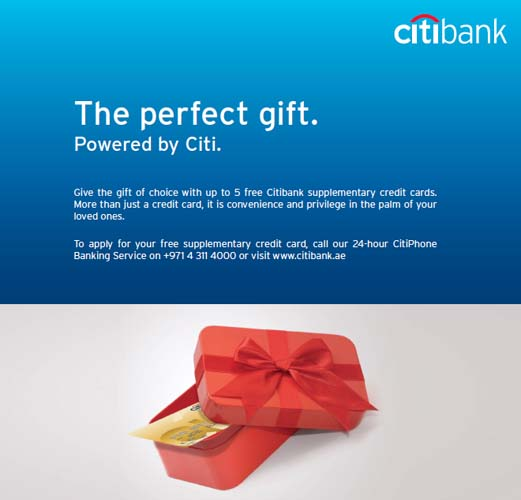 citibank
The perfect gift.
Powered by Citi.
Give the gift of choice with up to 5 free Citibank supplementary credit cards.
More than just a credit card, it is convenience and privilege in the palm of your
loved ones.
To apply for your free supplementary credit card, call our 24-hour CitiPhone
Banking Service on +971 4 311 4000 or visit www.citibank.ae